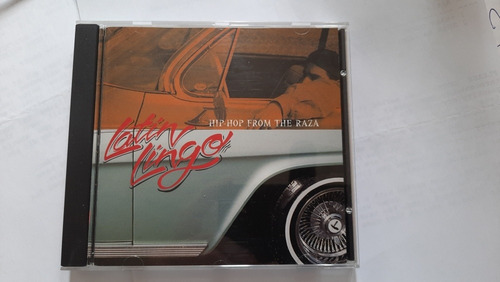 HIP-HOP FROM THE RAZA
Latin
Lingo